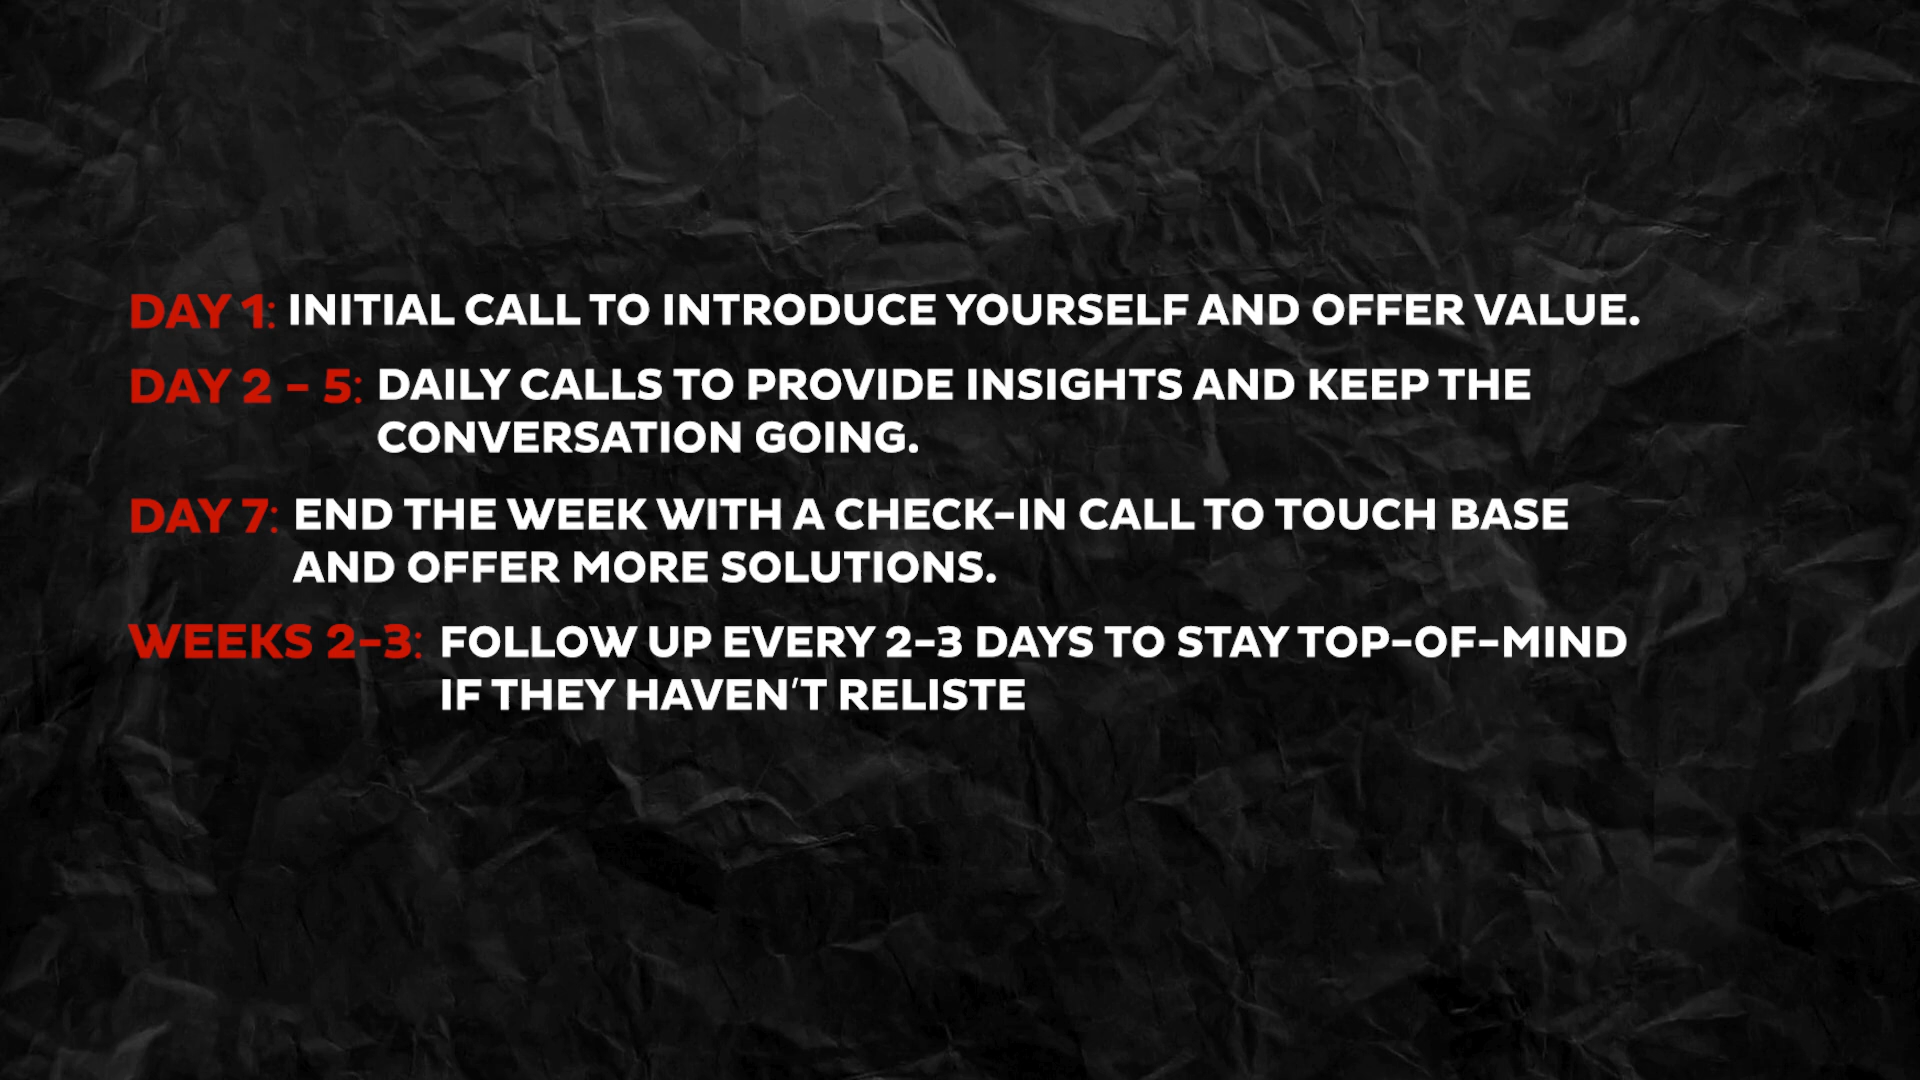 DAY 1: INITIAL CALL TO INTRODUCE YOURSELF AND OFFER VALUE.
DAY 2 - 5: DAILY CALLS TO PROVIDE INSIGHTS AND KEEP THE
CONVERSATION GOING.
DAY 7: END THE WEEK WITH A CHECK-IN CALL TO TOUCH BASE
AND OFFER MORE SOLUTIONS.
WEEKS 2-3: FOLLOW UP EVERY 2-3 DAYS TO STAY TOP-OF-MIND
IF THEY HAVEN'T RELISTE